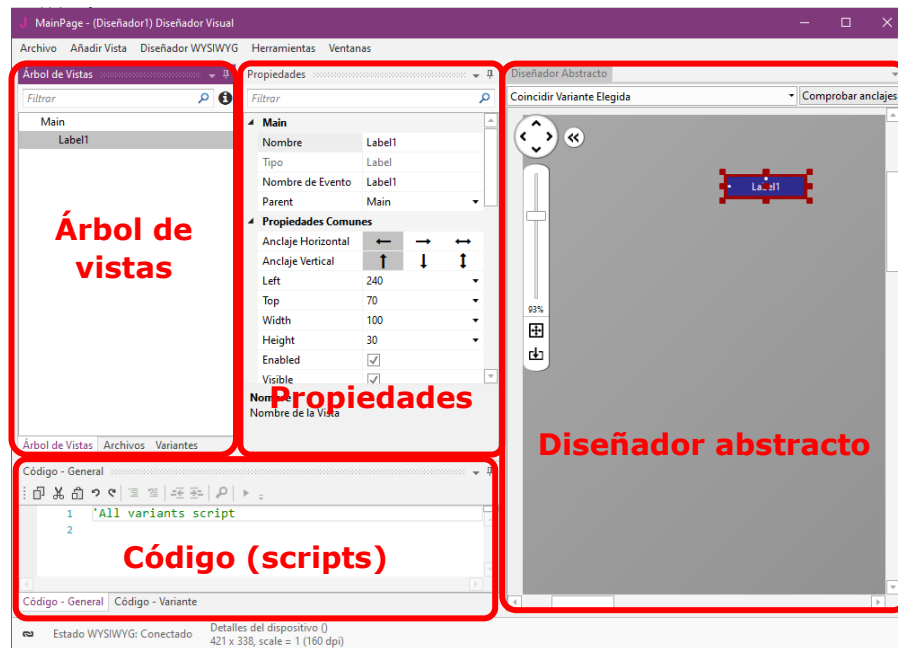 MainPage - (Diseñador1) Diseñador Visual
Archivo Añadir Vista Diseñador WYSIWYG Herramientas Ventanas
Árbol de Vistas
Filtrar
Main
Label1
Árbol de
vistas
Árbol de Vistas Archivos Variantes
Propiedades
Filtrar
Main
Nombre Label1
Tipo Label
Nombre de Evento Label1
Parent Main
Propiedades Comunes
Anclaje Horizontal
Anclaje Vertical
Left 240
Top 70
Width 100
Height 30
Enabled
Visible
Propiedades
Nombre
Nombre de la Vista
Diseñador Abstracto
Coincidir Variante Elegida Comprobar anclajes
Label1
93%
Diseñador abstracto
Código - General
1 'All variants script
2
Código (scripts)
Código - General Código - Variante
Estado WYSIWYG: Conectado
Detalles del dispositivo ()
421 x 338, scale = 1 (160 dpi)